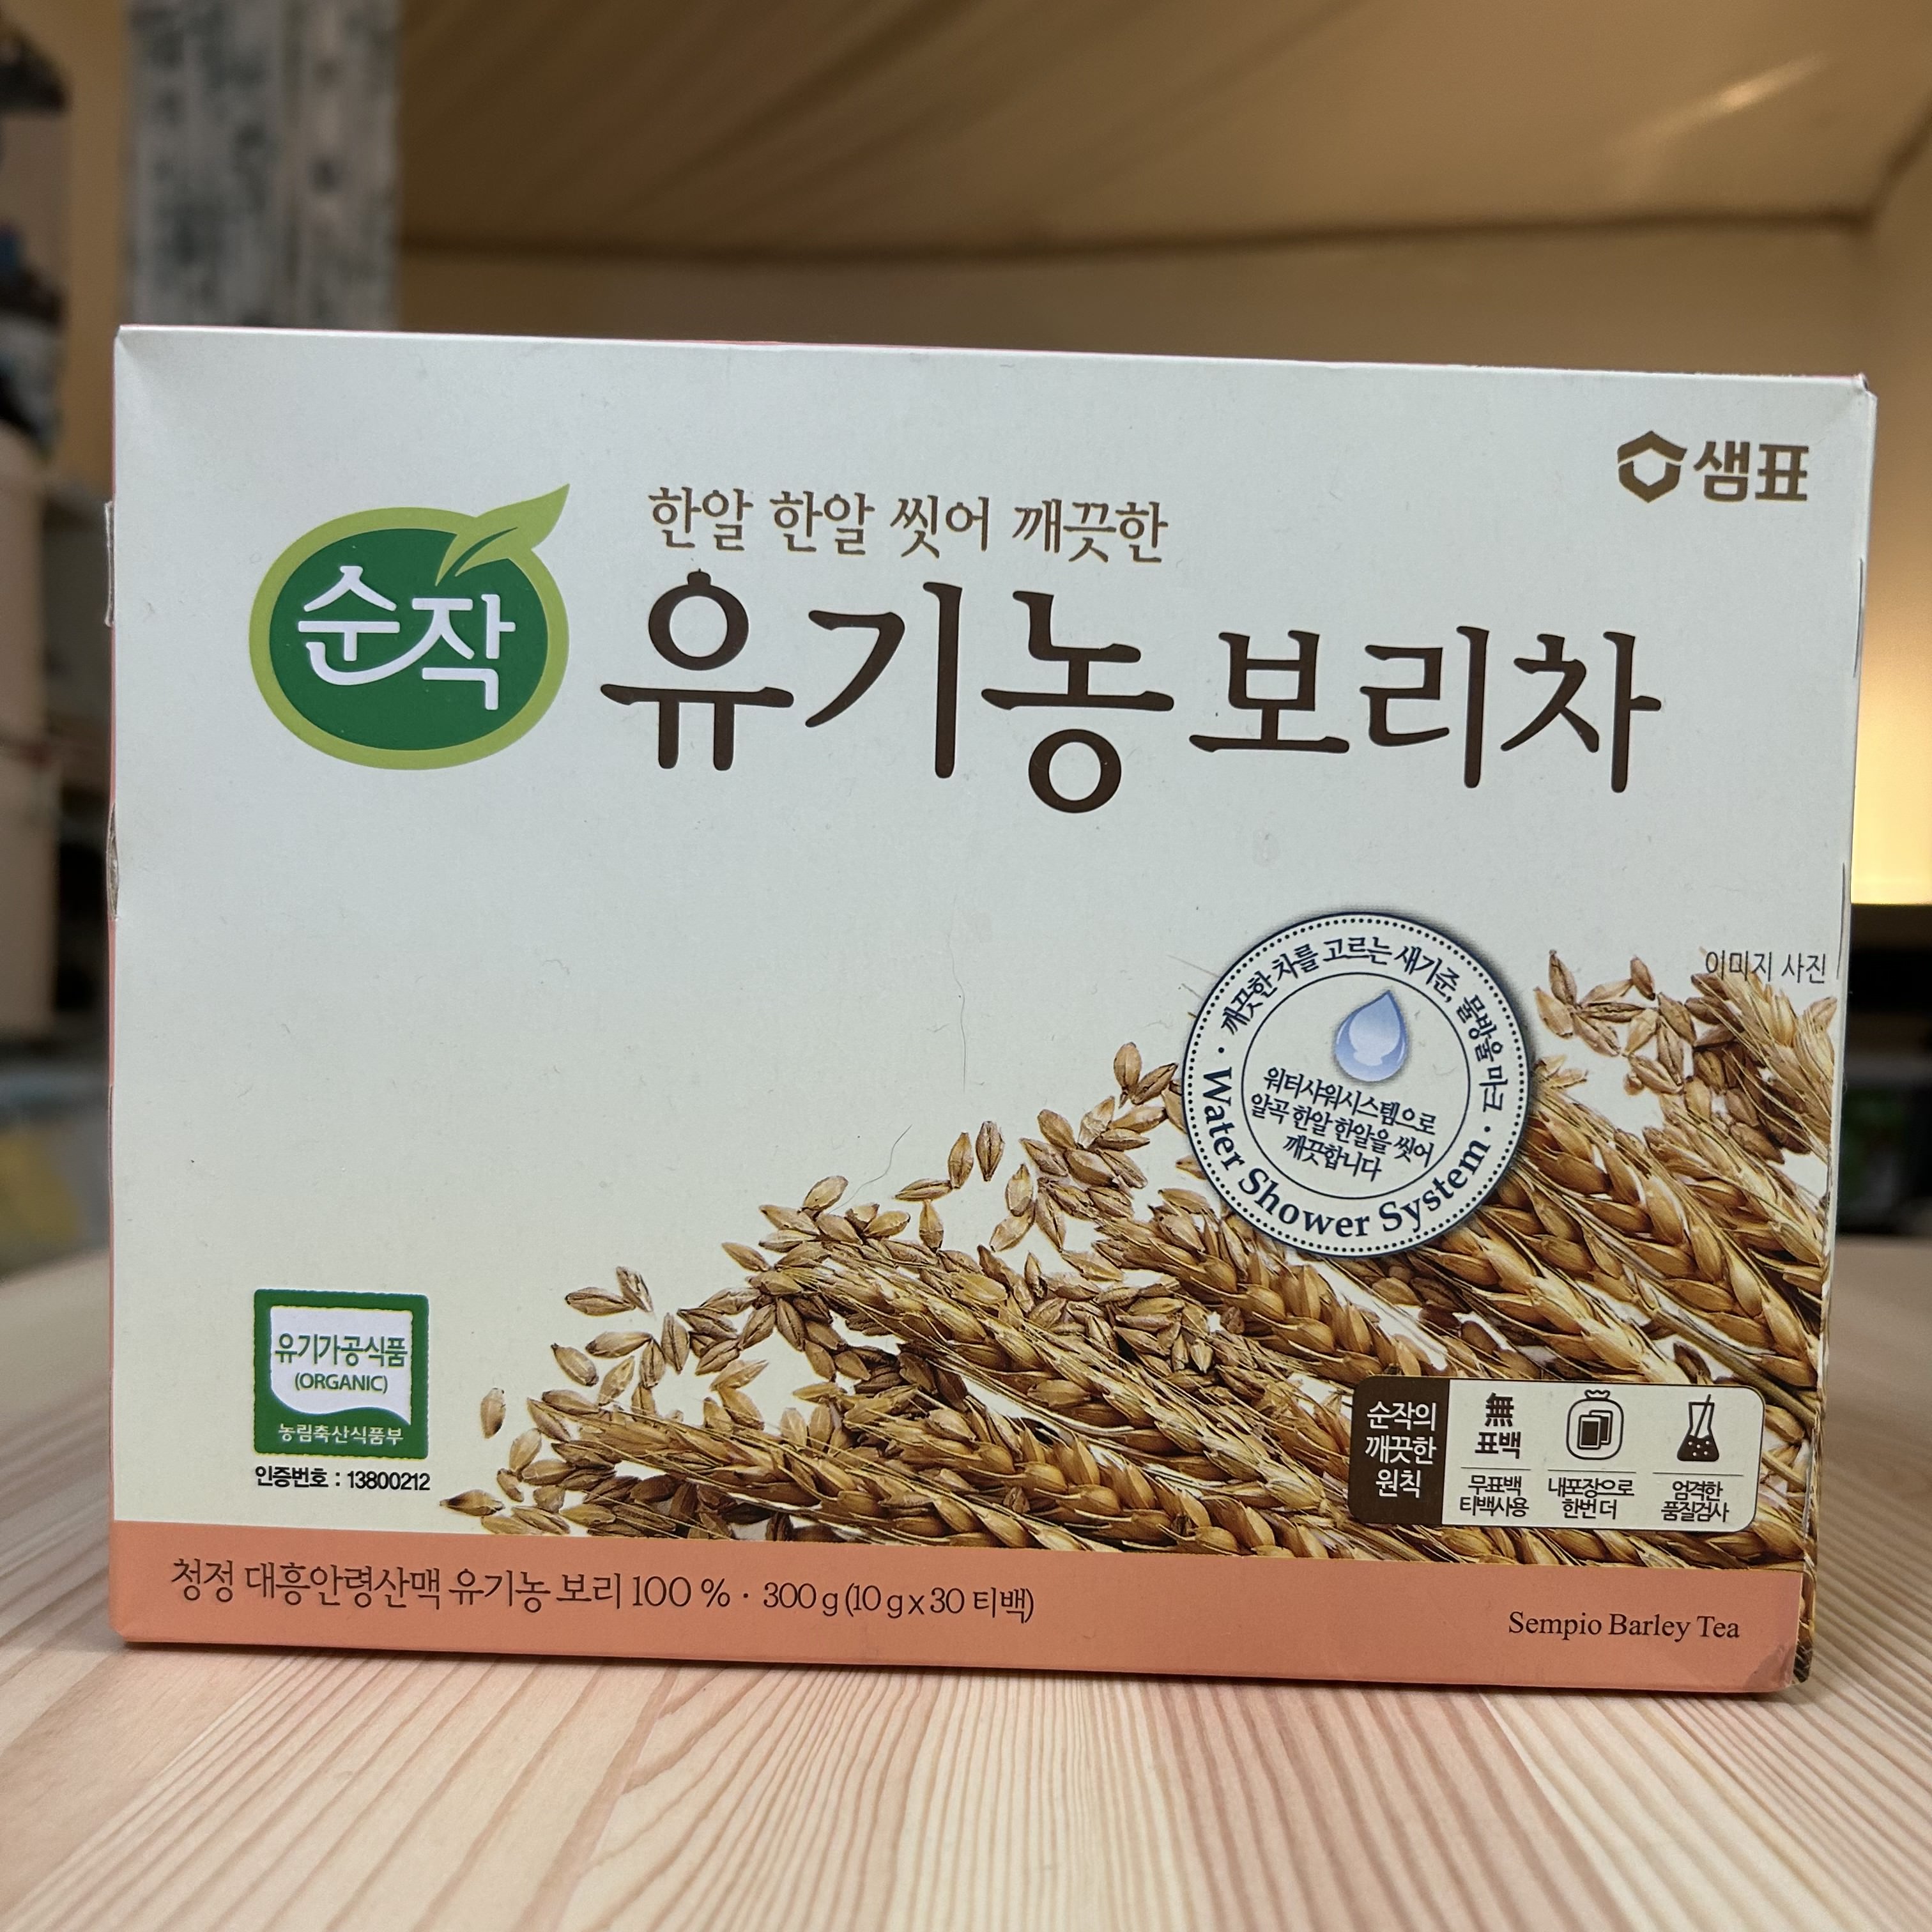 샘표
한알 한알 씻어 깨끗한
순작
유기농 보리차
이미지 사진
깨끗한 차를 고르는 새기준, 물방울 마크
워터샤워시스템으로
알곡 한알 한알을 씻어
깨끗합니다
Water Shower System
유기가공식품
(ORGANIC)
농림축산식품부
인증번호 : 13800212
순작의
깨끗한
원칙
無
표백
무표백
티백사용
내포장으로
한번 더
엄격한
품질검사
청정 대흥안령산맥 유기농 보리 100 % · 300 g (10 g x 30 티백)
Sempio Barley Tea